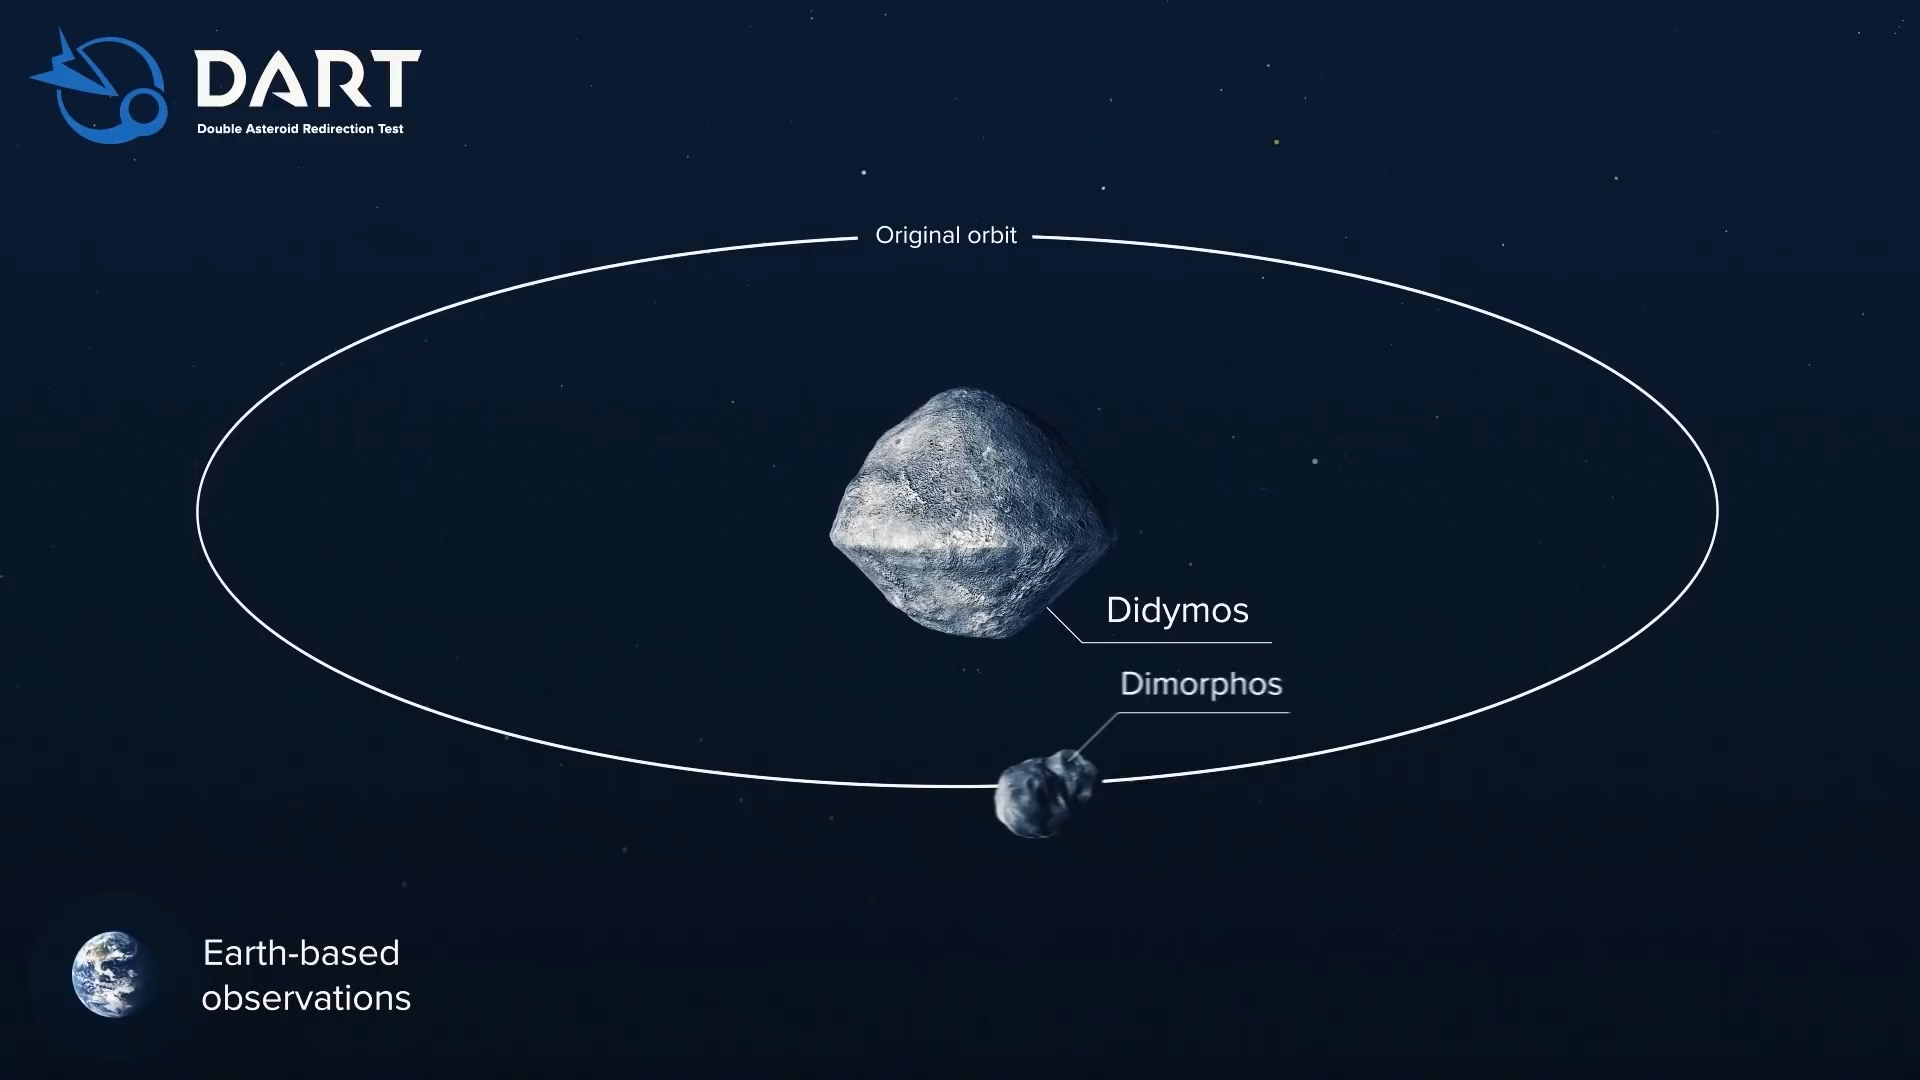 DART
Double Asteroid Redirection Test
Original orbit
Didymos
Dimorphos
Earth-based
observations